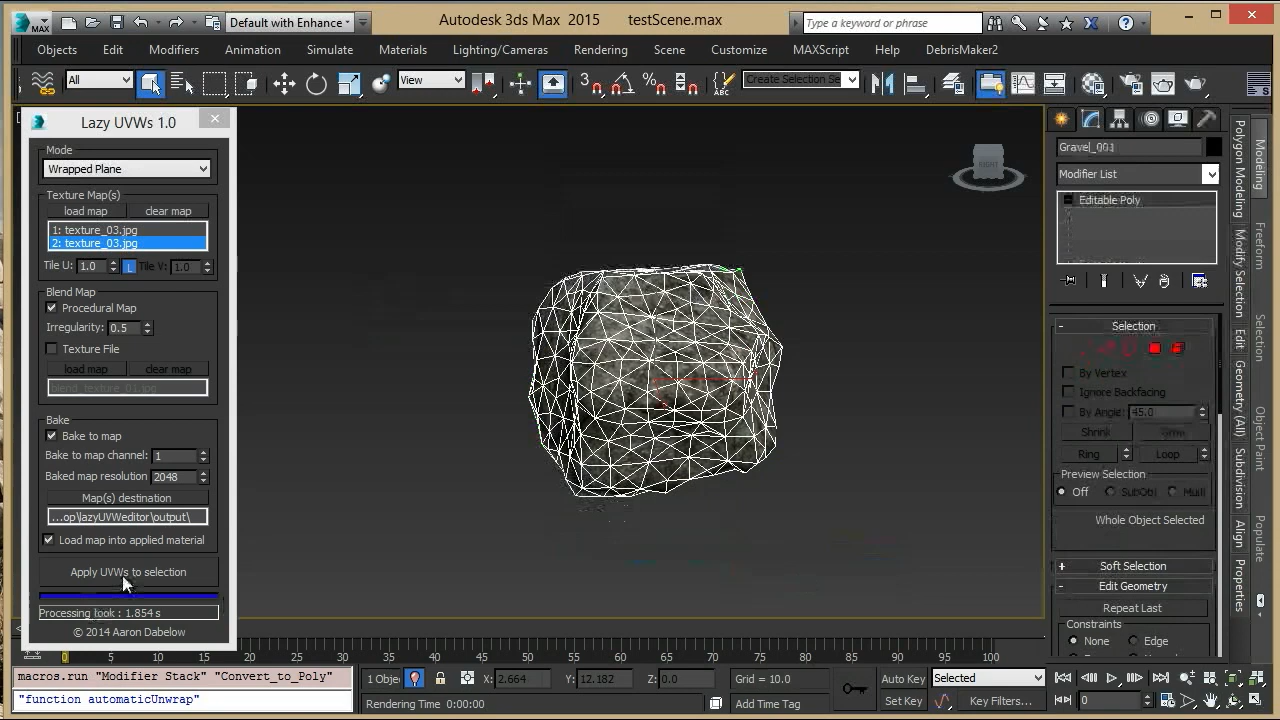 MAX
Default with Enhance
Autodesk 3ds Max 2015 testScene.max
Type a keyword or phrase
Objects Edit Modifiers Animation Simulate Materials Lighting/Cameras Rendering Scene Customize MAXScript Help DebrisMaker2
All View 3 Create Selection Se
Lazy UVWs 1.0
Mode
Wrapped Plane
Texture Map(s)
load map clear map
1: texture_03.jpg
2: texture_03.jpg
Tile U: 1.0 L Tile V: 1.0
Blend Map
Procedural Map
Irregularity: 0.5
Texture File
load map clear map
blend_texture_01.jpg
Bake
Bake to map
Bake to map channel: 1
Baked map resolution 2048
Map(s) destination
...op\lazyUVWeditor\output\
Load map into applied material
Apply UVWs to selection
Processing took : 1.854 s
© 2014 Aaron Dabelow
RIGHT
Gravel_001
Modifier List
Editable Poly
Selection
By Vertex
Ignore Backfacing
By Angle: 45.0
Shrink Grow
Ring Loop
Preview Selection
Off SubObj Multi
Whole Object Selected
Soft Selection
Edit Geometry
Repeat Last
Constraints
None Edge
Polygon Modeling
Modify Selection
Edit
Geometry (All)
Subdivision
Align
Properties
Modeling
Freeform
Selection
Object Paint
Populate
0 5 10 15 20 25 30 35 40 45 50 55 60 65 70 75 80 85 90 95 100
macros.run "Modifier Stack" "Convert_to_Poly"
"function automaticUnwrap"
1 Objec X: 2.664 Y: 12.182 Z: 0.0 Grid = 10.0
Rendering Time 0:00:00 Add Time Tag
Auto Key Selected
Set Key Key Filters...
0